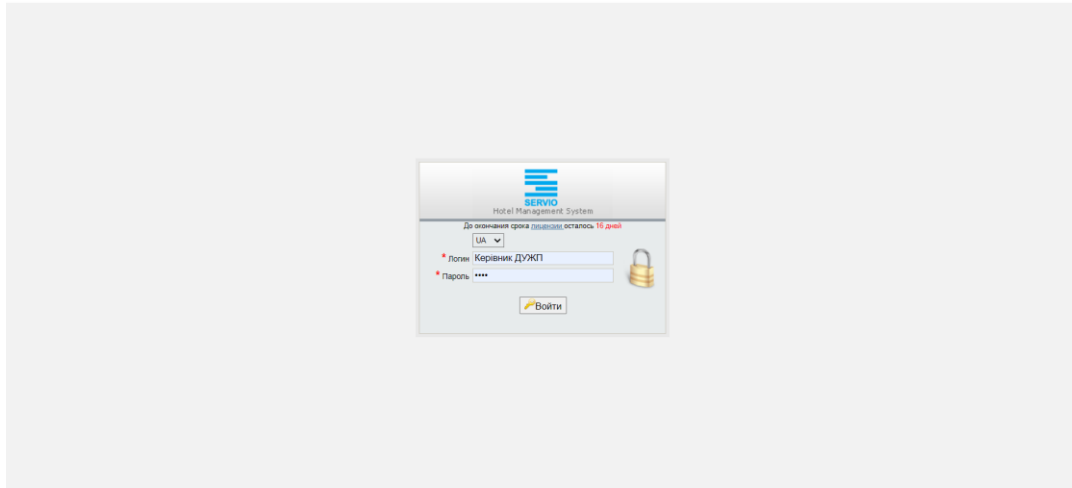 SERVIO
Hotel Management System
До окончания срока лицензии осталось 16 дней
UA
* Логин Керівник ДУЖП
* Пароль ••••
Войти